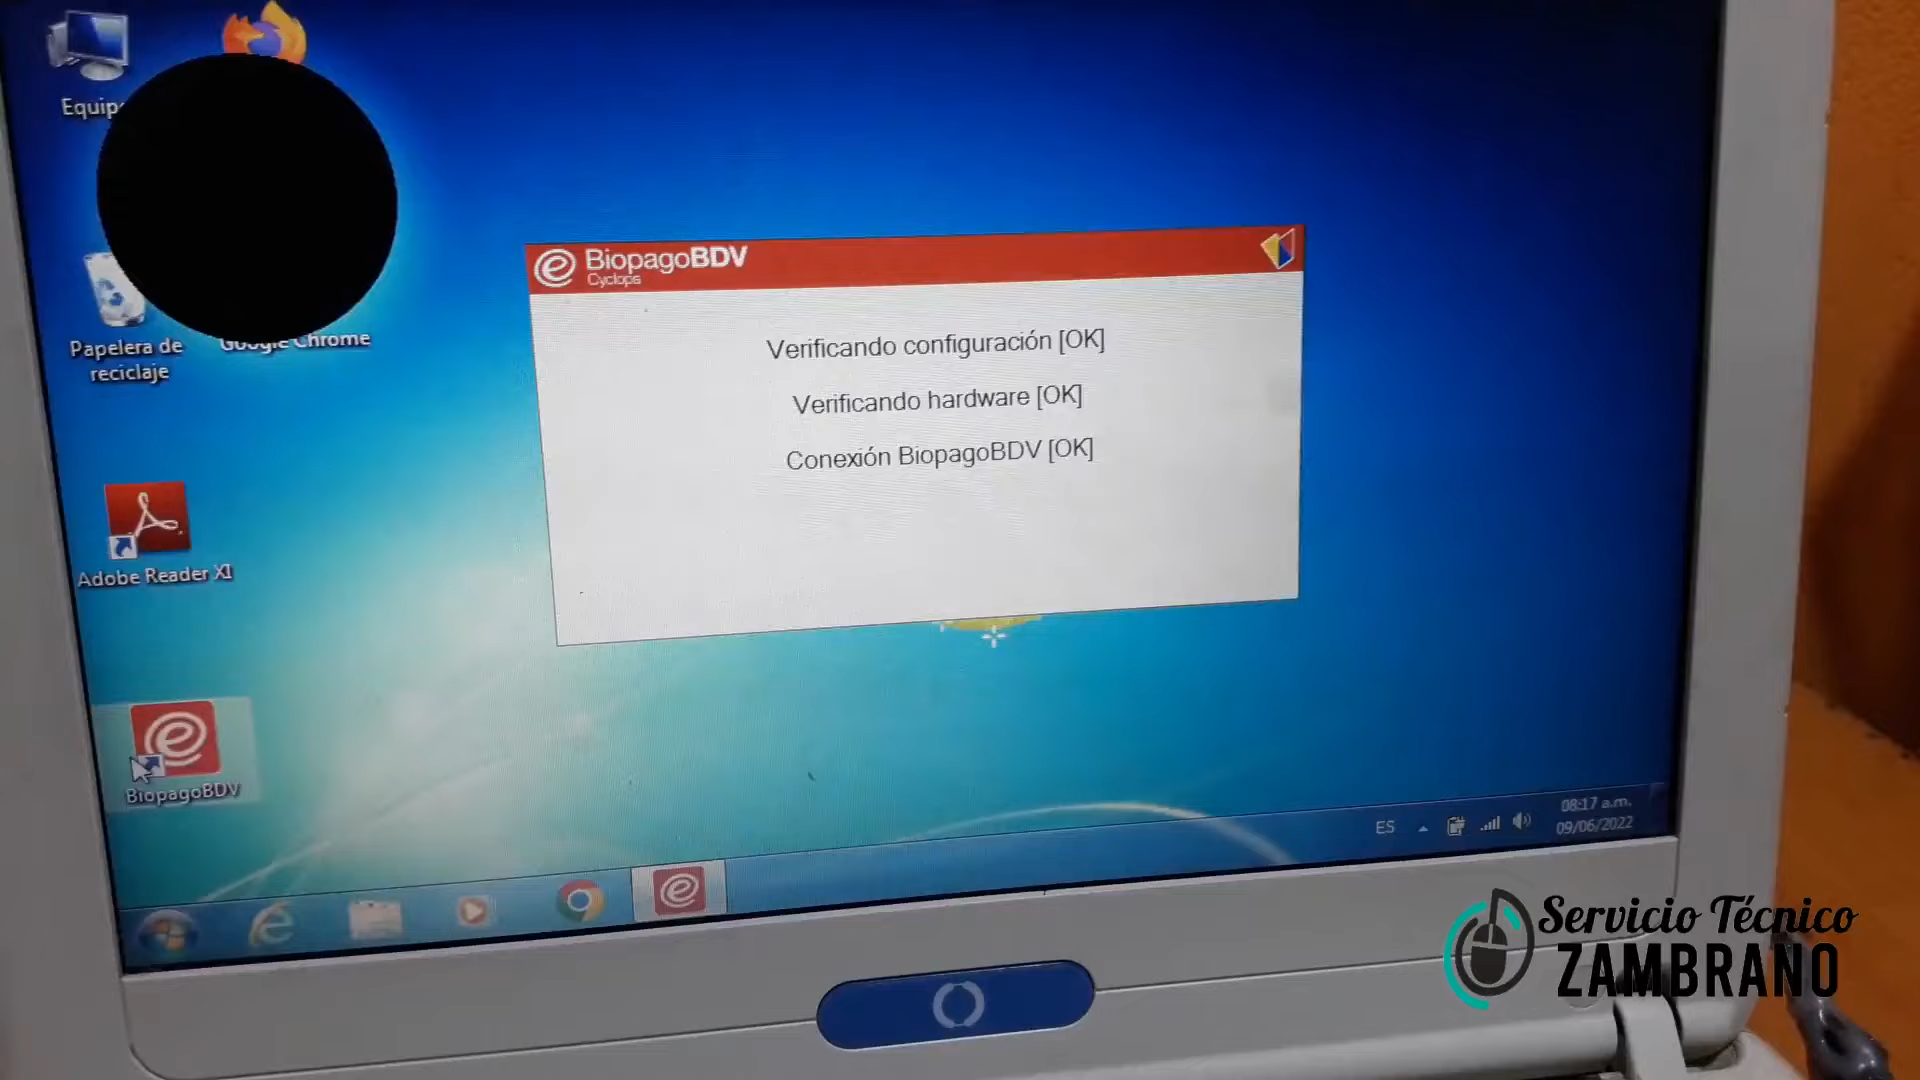 Equipo
Papelera de
reciclaje
Google Chrome
Adobe Reader XI
BiopagoBDV
BiopagoBDV
Cyclops
Verificando configuración [OK]
Verificando hardware [OK]
Conexión BiopagoBDV [OK]
ES
08:17 a.m.
09/06/2022
Servicio Técnico
ZAMBRANO